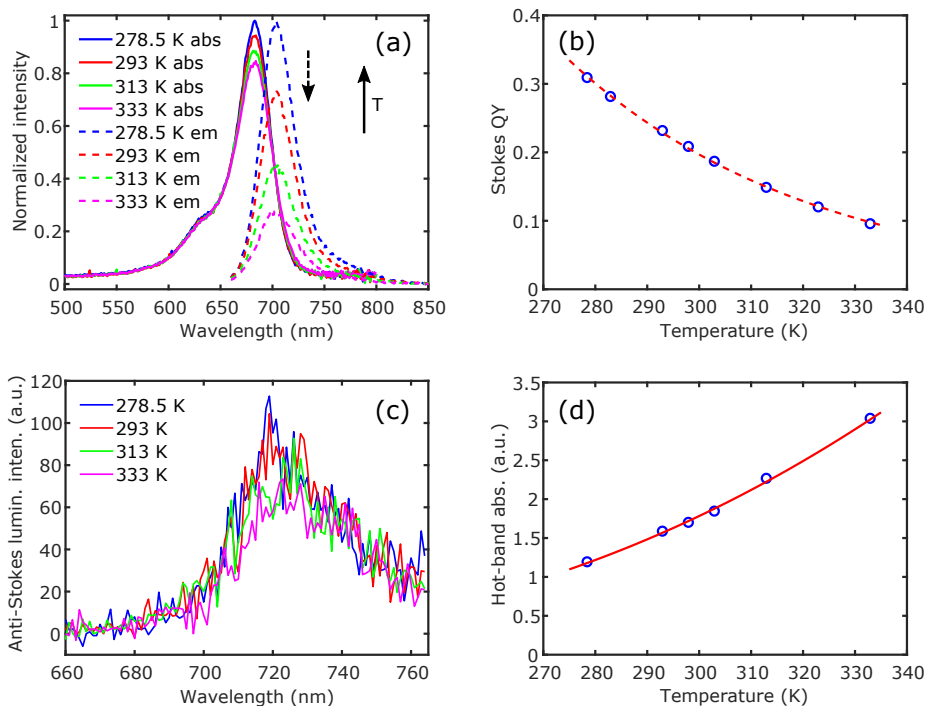 (a)
278.5 K abs
293 K abs
313 K abs
333 K abs
278.5 K em
293 K em
313 K em
333 K em
T
Normalized intensity
1
0.8
0.6
0.4
0.2
0
500 550 600 650 700 750 800 850
Wavelength (nm)
(b)
Stokes QY
0.4
0.3
0.2
0.1
0
270 280 290 300 310 320 330 340
Temperature (K)
(c)
278.5 K
293 K
313 K
333 K
Anti-Stokes lumin. inten. (a.u.)
120
100
80
60
40
20
0
660 680 700 720 740 760
Wavelength (nm)
(d)
Hot-band abs. (a.u.)
3.5
3
2.5
2
1.5
1
0.5
0
270 280 290 300 310 320 330 340
Temperature (K)